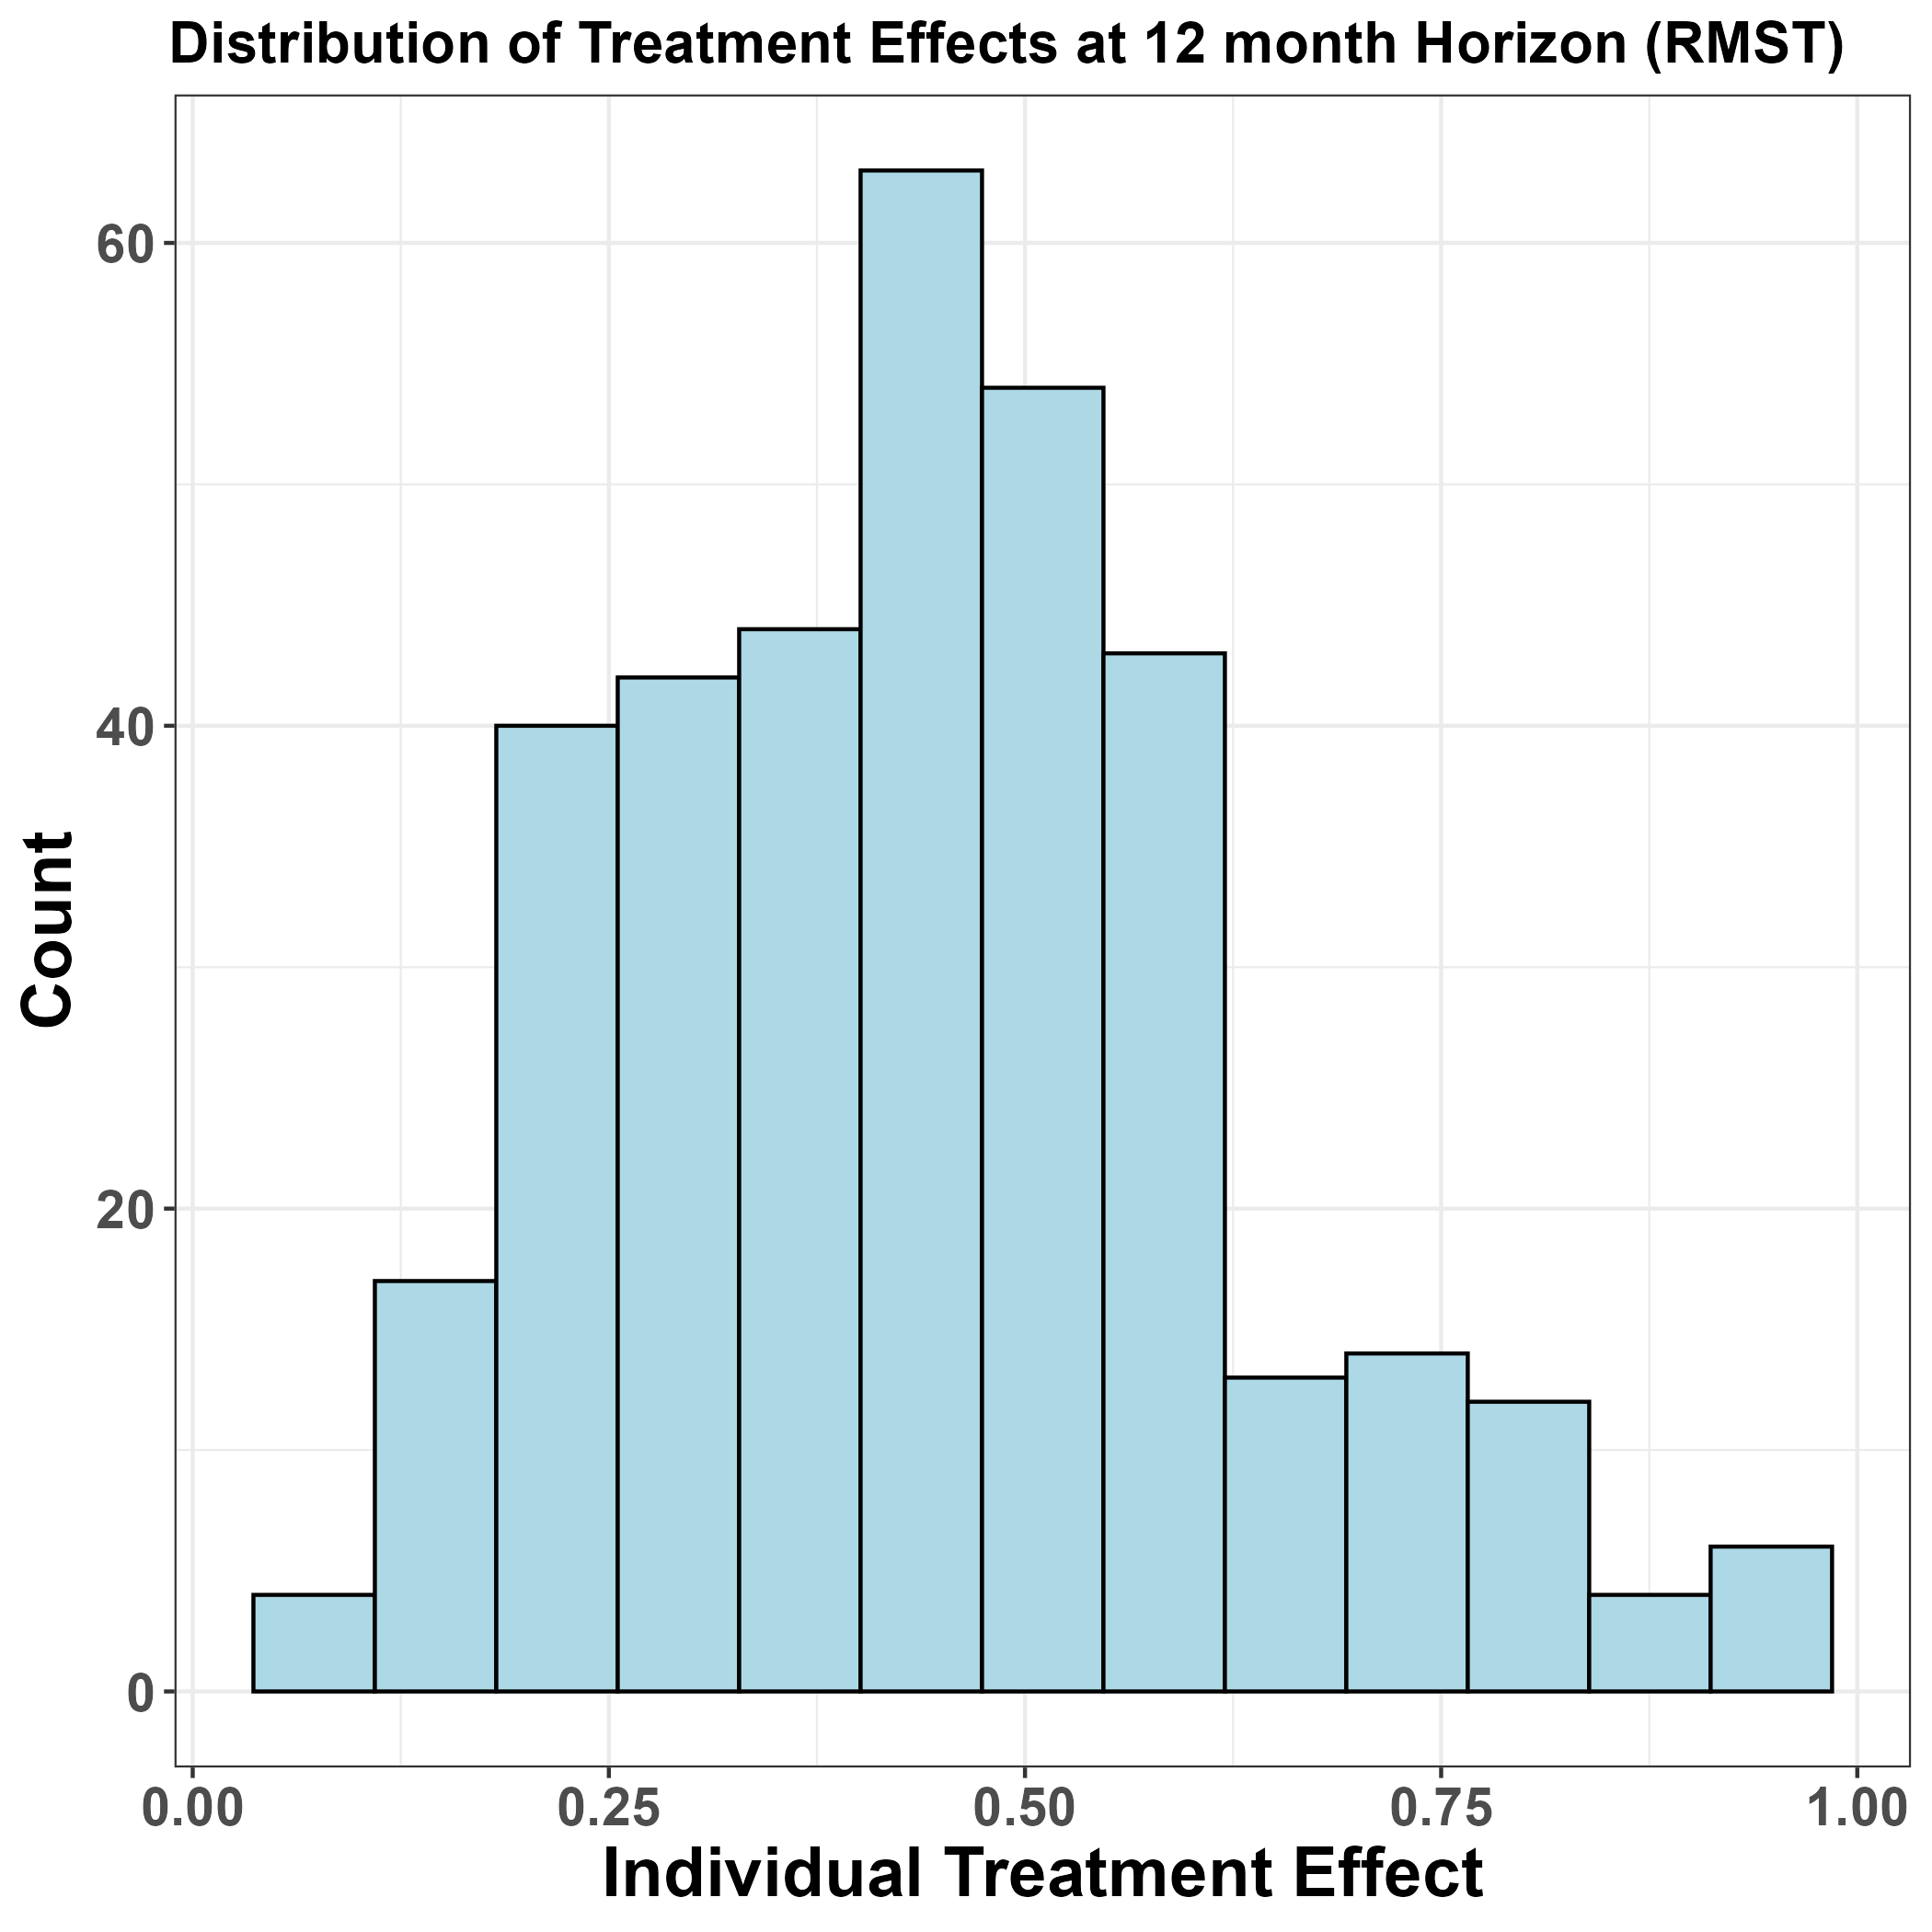 Distribution of Treatment Effects at 12 month Horizon (RMST)
60
40
20
0
Count
0.00 0.25 0.50 0.75 1.00
Individual Treatment Effect